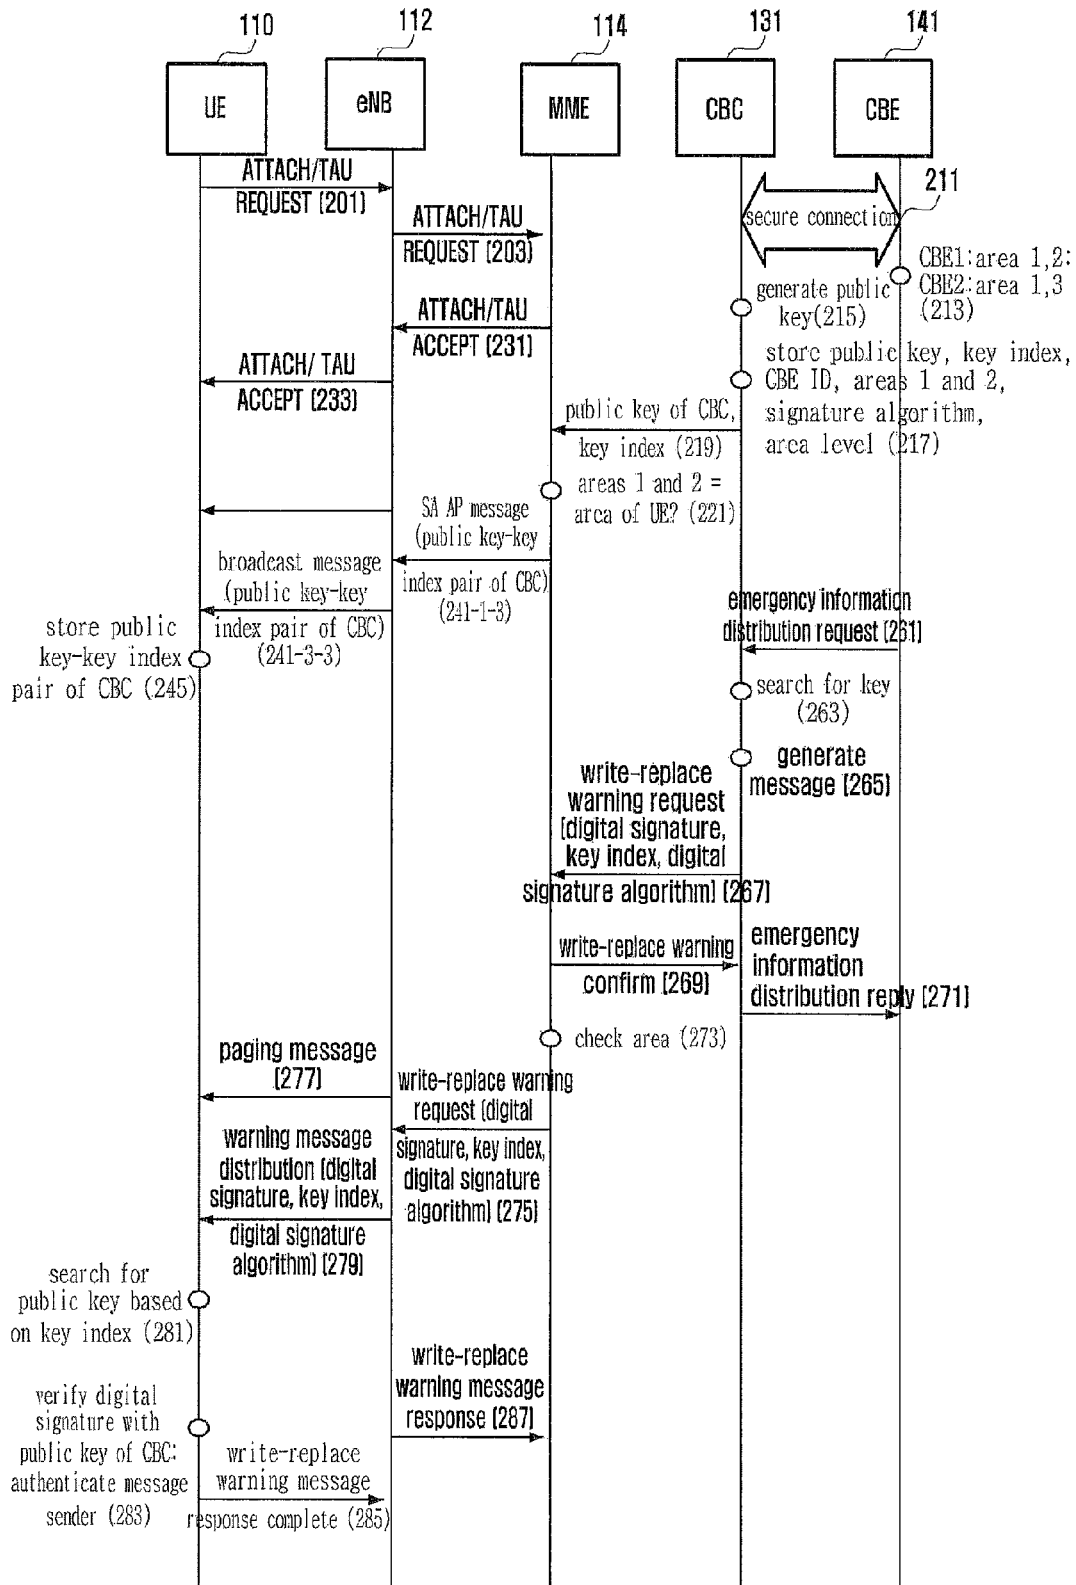 110
112
114
131
141
UE
eNB
MME
CBC
CBE
ATTACH/TAU
REQUEST (201)
ATTACH/TAU
REQUEST (203)
secure connection
211
CBE1:area 1,2:
CBE2:area 1,3
(213)
generate public
key(215)
ATTACH/TAU
ACCEPT (231)
ATTACH/ TAU
ACCEPT (233)
store public key, key index,
CBE ID, areas 1 and 2,
signature algorithm,
area level (217)
public key of CBC,
key index (219)
areas 1 and 2 =
area of UE? (221)
SA AP message
(public key-key
index pair of CBC)
(241-1-3)
broadcast message
(public key-key
index pair of CBC)
(241-3-3)
store public
key-key index
pair of CBC (245)
emergency information
distribution request (261)
search for key
(263)
generate
message (265)
write-replace
warning request
(digital signature,
key index, digital
signature algorithm) (267)
write-replace warning
confirm (269)
emergency
information
distribution reply (271)
check area (273)
paging message
(277)
write-replace warning
request (digital
signature, key index,
digital signature
algorithm) (275)
warning message
distribution (digital
signature, key index,
digital signature
algorithm) (279)
search for
public key based
on key index (281)
write-replace
warning message
response (287)
verify digital
signature with
public key of CBC:
authenticate message
sender (283)
write-replace
warning message
response complete (285)